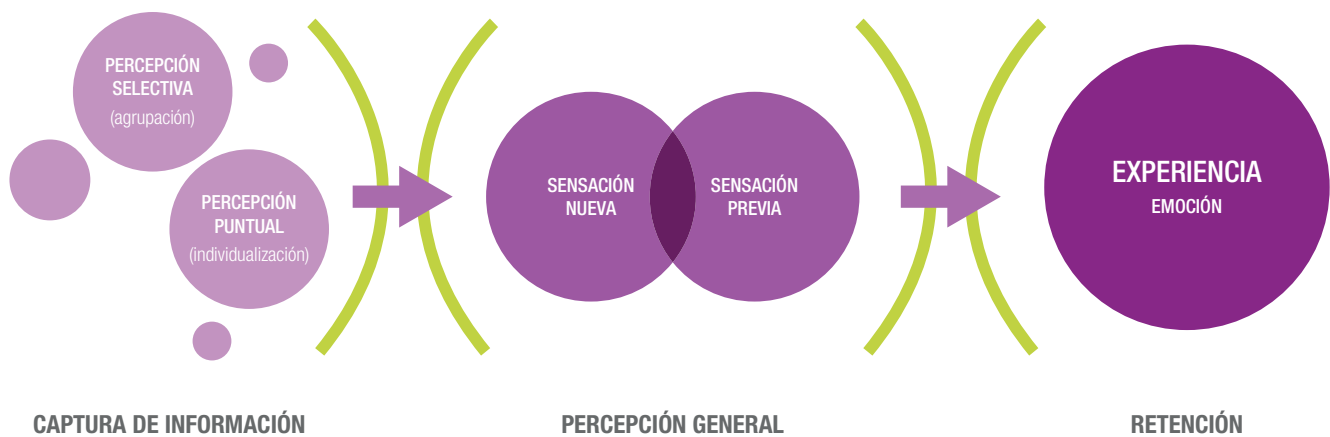 PERCEPCIÓN
SELECTIVA
(agrupación)
PERCEPCIÓN
PUNTUAL
(individualización)
SENSACIÓN
NUEVA
SENSACIÓN
PREVIA
EXPERIENCIA
EMOCIÓN
CAPTURA DE INFORMACIÓN
PERCEPCIÓN GENERAL
RETENCIÓN